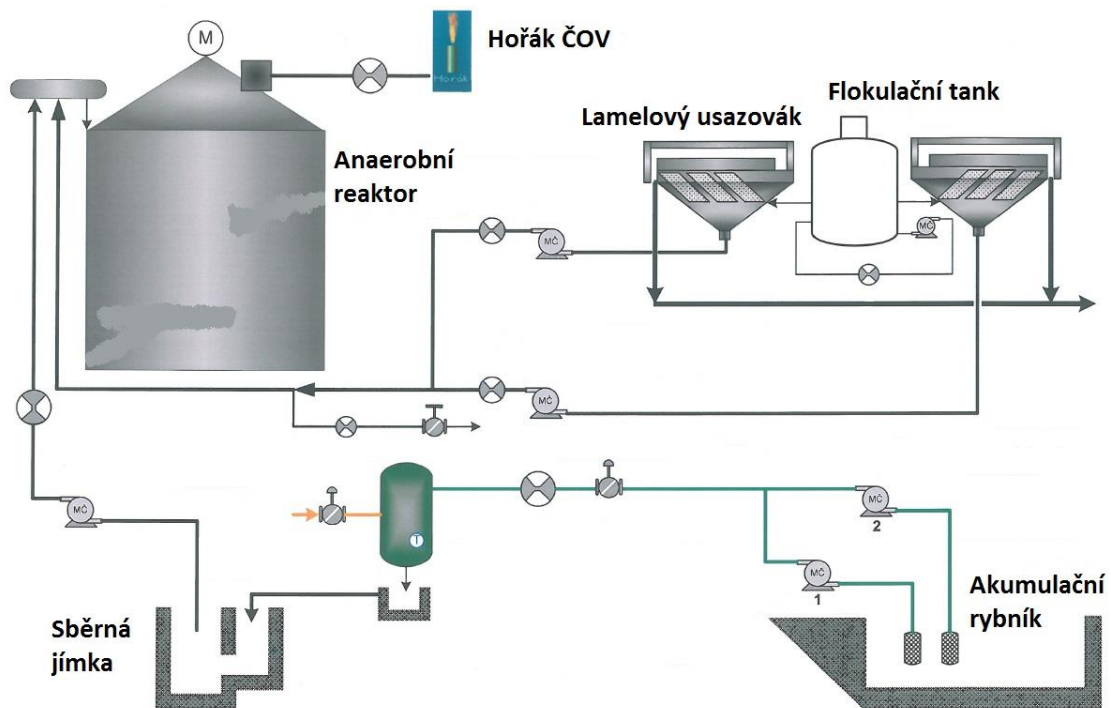 M
Horák
Hořák ČOV
Flokulační tank
Lamelový usazovák
Anaerobní
reaktor
MČ
MČ
MČ
MČ
T
MČ
2
MČ
1
Akumulační
rybník
Sběrná
jímka